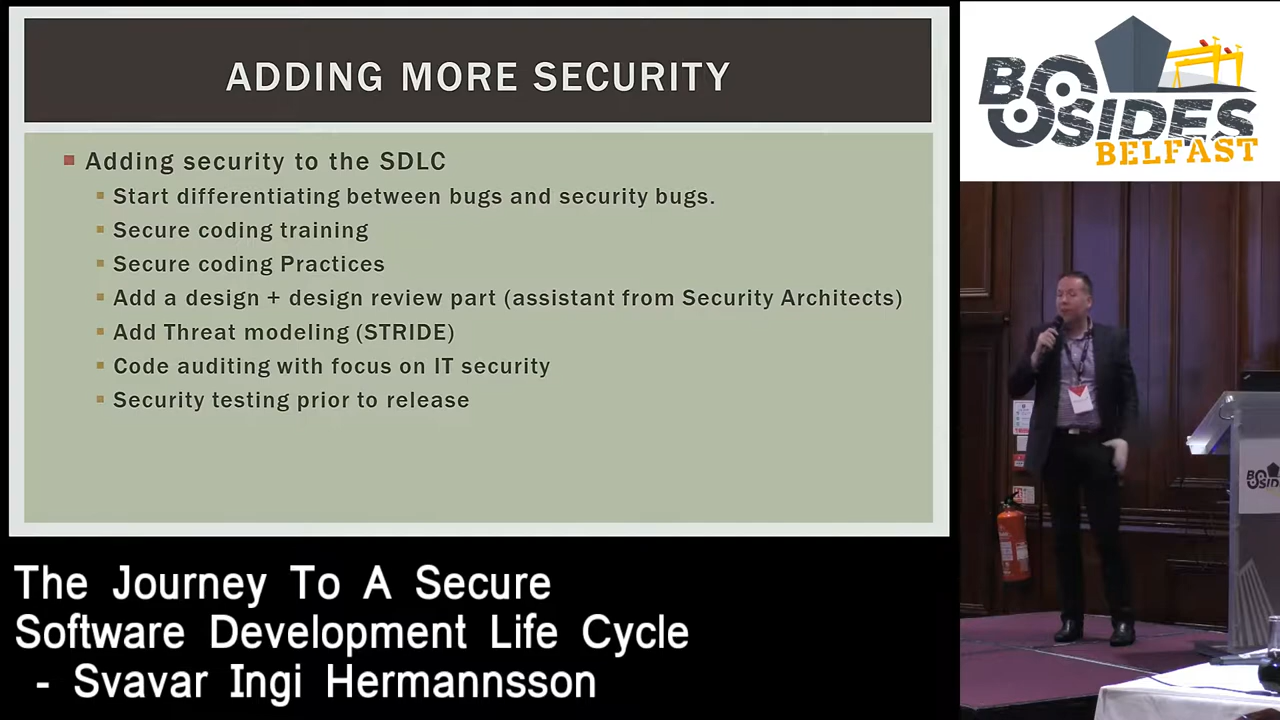 ADDING MORE SECURITY
Adding security to the SDLC
Start differentiating between bugs and security bugs.
Secure coding training
Secure coding Practices
Add a design + design review part (assistant from Security Architects)
Add Threat modeling (STRIDE)
Code auditing with focus on IT security
Security testing prior to release
BSIDES
BELFAST
The Journey To A Secure
Software Development Life Cycle
- Svavar Ingi Hermannsson